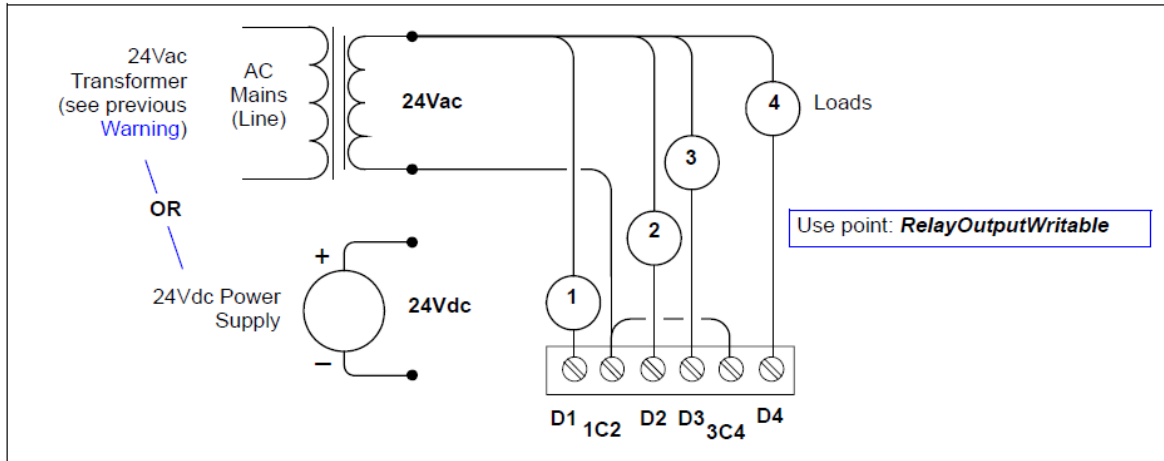 24Vac
Transformer
(see previous
Warning)
AC
Mains
(Line)
24Vac
4
Loads
3
OR
2
Use point: RelayOutputWritable
+
24Vdc Power
Supply
–
24Vdc
1
D1
1C2
D2
D3
3C4
D4